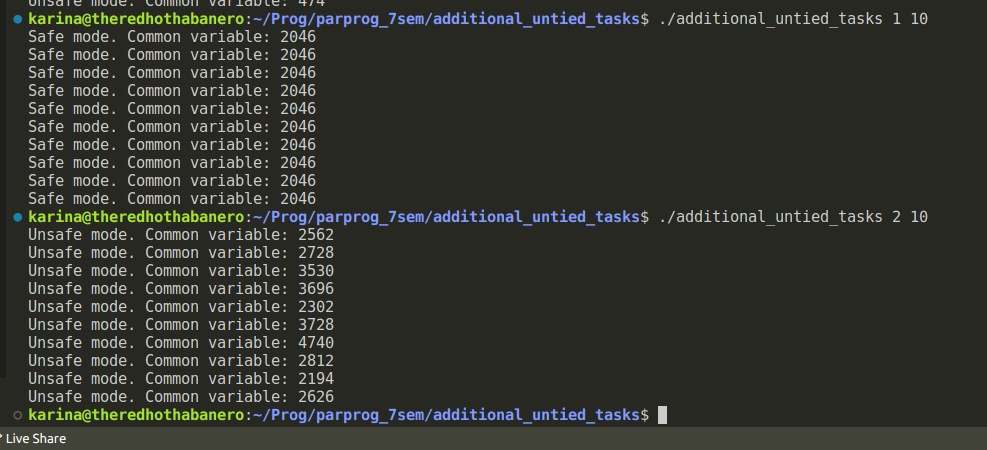 Unsafe mode. Common variable: 474
karina@theredhothabanero:~/Prog/parprog_7sem/additional_untied_tasks$ ./additional_untied_tasks 1 10
Safe mode. Common variable: 2046
Safe mode. Common variable: 2046
Safe mode. Common variable: 2046
Safe mode. Common variable: 2046
Safe mode. Common variable: 2046
Safe mode. Common variable: 2046
Safe mode. Common variable: 2046
Safe mode. Common variable: 2046
Safe mode. Common variable: 2046
Safe mode. Common variable: 2046
karina@theredhothabanero:~/Prog/parprog_7sem/additional_untied_tasks$ ./additional_untied_tasks 2 10
Unsafe mode. Common variable: 2562
Unsafe mode. Common variable: 2728
Unsafe mode. Common variable: 3530
Unsafe mode. Common variable: 3696
Unsafe mode. Common variable: 2302
Unsafe mode. Common variable: 3728
Unsafe mode. Common variable: 4740
Unsafe mode. Common variable: 2812
Unsafe mode. Common variable: 2194
Unsafe mode. Common variable: 2626
karina@theredhothabanero:~/Prog/parprog_7sem/additional_untied_tasks$
Live Share